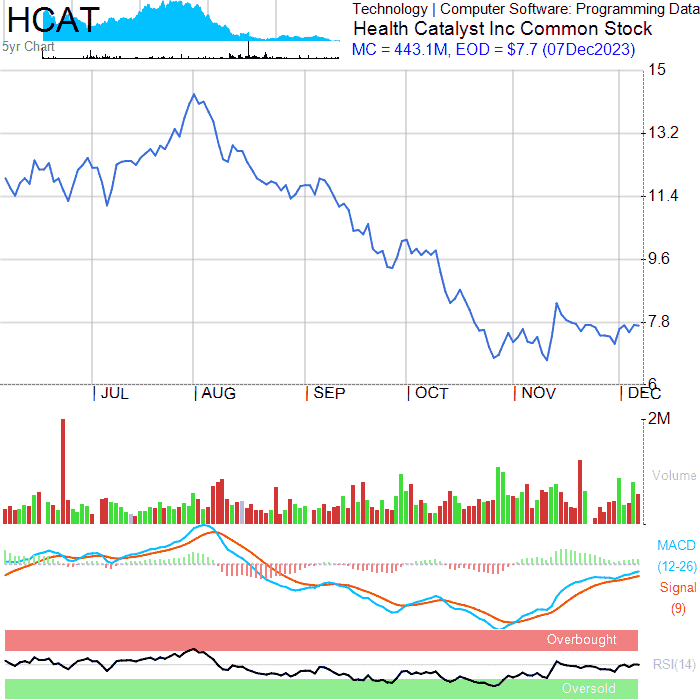 HCAT
5yr Chart
Technology | Computer Software: Programming Data
Health Catalyst Inc Common Stock
MC = 443.1M, EOD = $7.7 (07Dec2023)
15
13.2
11.4
9.6
7.8
6
JUL AUG SEP OCT NOV DEC
2M
Volume
MACD
(12-26)
Signal
(9)
Overbought
RSI(14)
Oversold